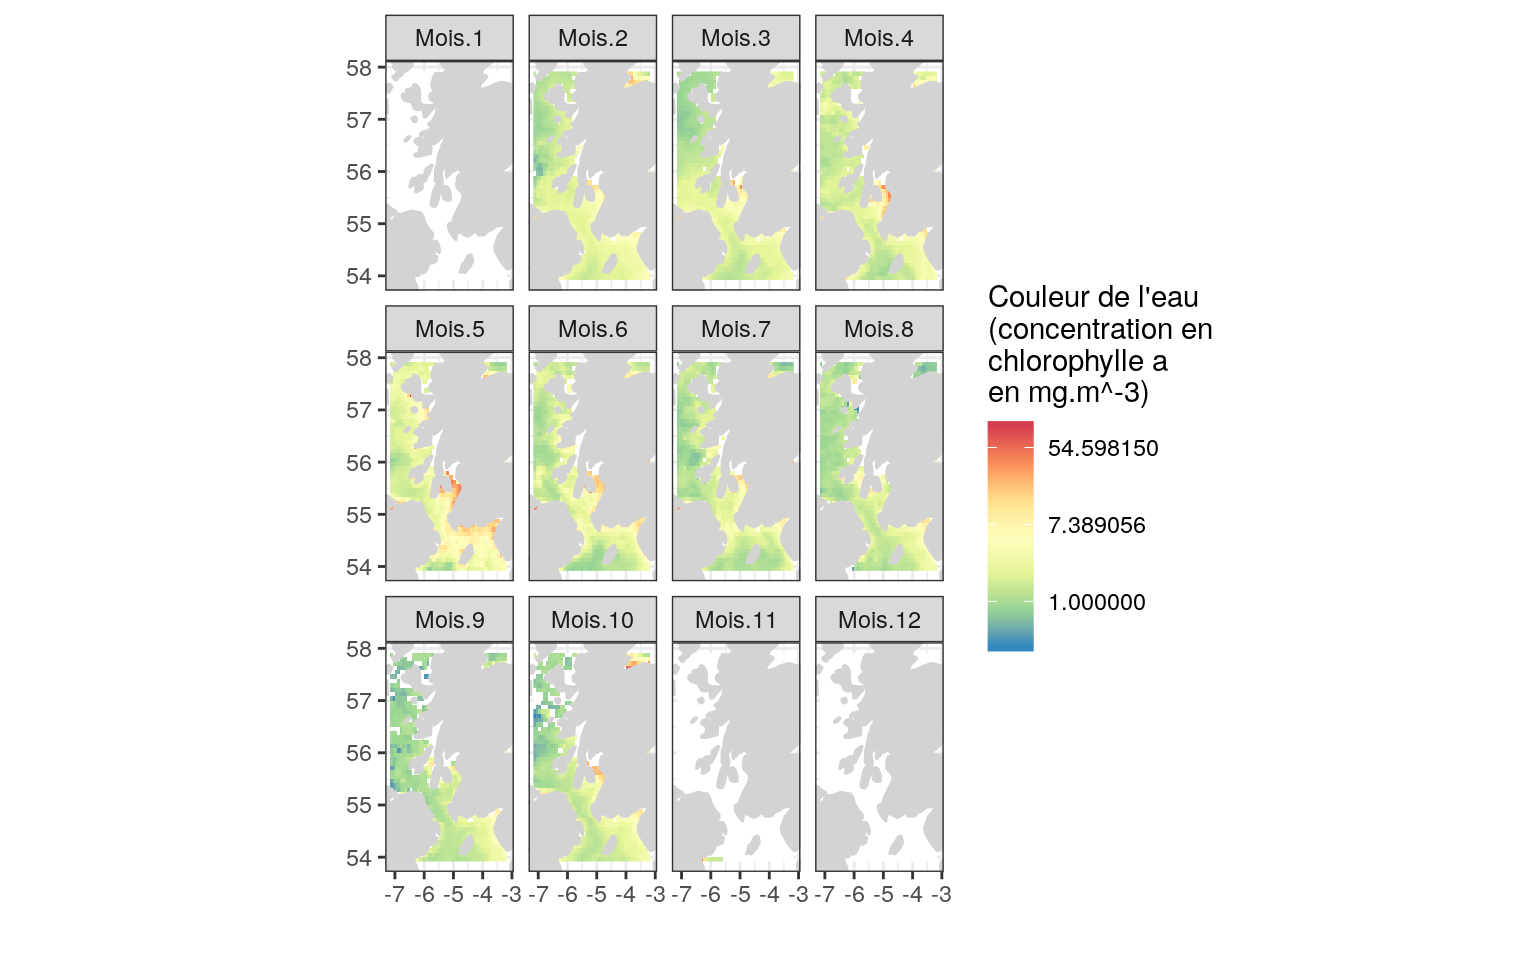 Mois.1 Mois.2 Mois.3 Mois.4
58
57
56
55
54
Mois.5 Mois.6 Mois.7 Mois.8
58
57
56
55
54
Mois.9 Mois.10 Mois.11 Mois.12
58
57
56
55
54
-7 -6 -5 -4 -3 -7 -6 -5 -4 -3 -7 -6 -5 -4 -3 -7 -6 -5 -4 -3
Couleur de l'eau
(concentration en
chlorophylle a
en mg.m^-3)
54.598150
7.389056
1.000000